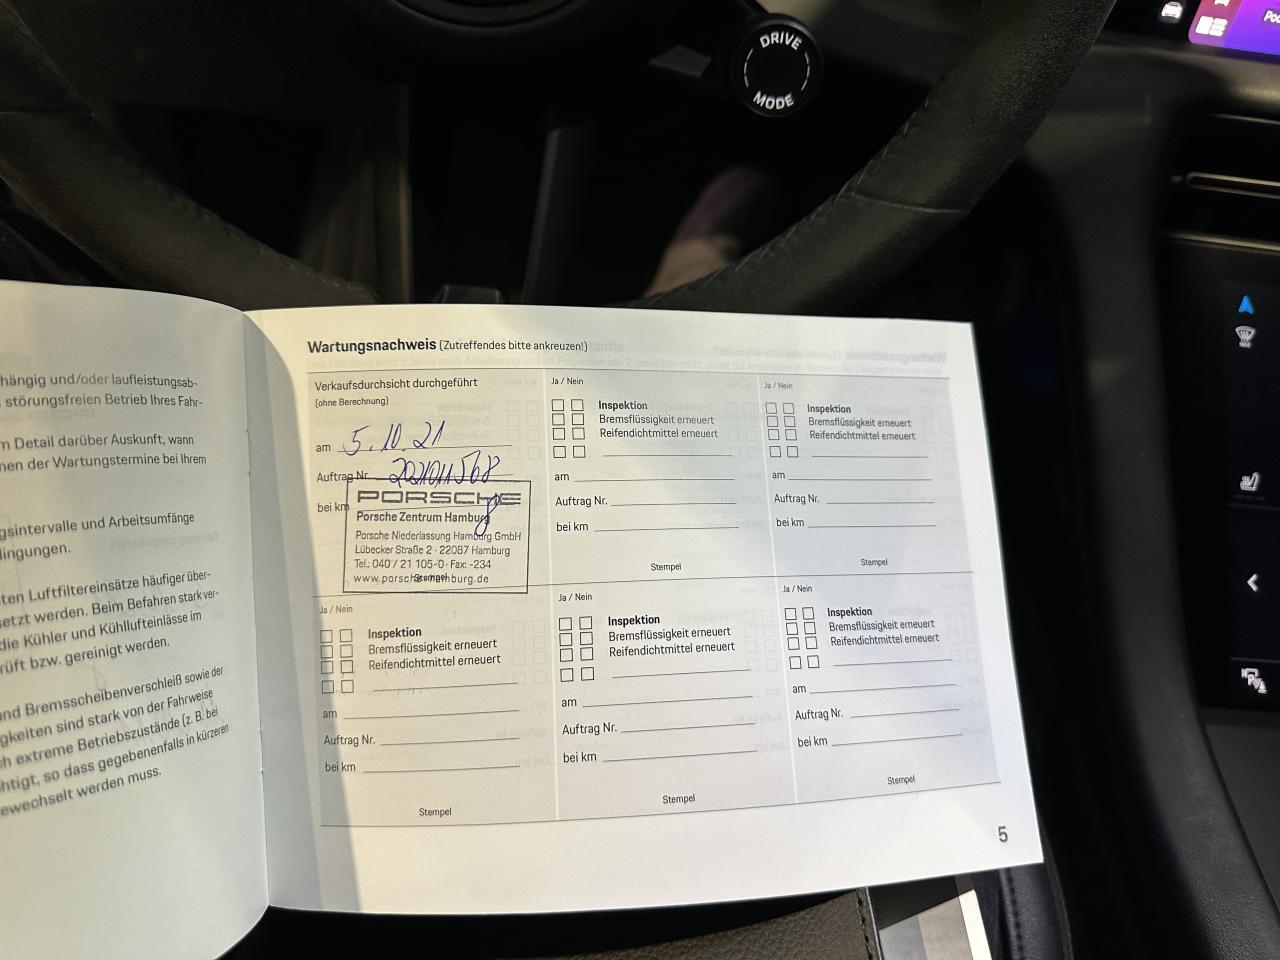 DRIVE
MODE
hängig und/oder laufleistungsab-
störungsfreien Betrieb Ihres Fahr-
m Detail darüber Auskunft, wann
nen der Wartungstermine bei Ihrem
gsintervalle und Arbeitsumfänge
dingungen.
ten Luftfiltereinsätze häufiger über-
setzt werden. Beim Befahren stark ver-
die Kühler und Kühllufteinlässe im
rüft bzw. gereinigt werden.
nd Bremsscheibenverschleiß sowie der
gkeiten sind stark von der Fahrweise
ch extreme Betriebszustände (z. B. bei
htigt, so dass gegebenenfalls in kürzeren
ewechselt werden muss.
Wartungsnachweis (Zutreffendes bitte ankreuzen!)
Verkaufsdurchsicht durchgeführt
(ohne Berechnung)
am 5.10.21
Auftrag Nr. 202101568
bei km 8
PORSCHE
Porsche Zentrum Hamburg
Porsche Niederlassung Hamburg GmbH
Lübecker Straße 2 · 22087 Hamburg
Tel.: 040 / 21 105-0 · Fax: -234
www.porsche-hamburg.de
Stempel
Ja / Nein
Inspektion
Bremsflüssigkeit erneuert
Reifendichtmittel erneuert
am
Auftrag Nr.
bei km
Stempel
Ja / Nein
Inspektion
Bremsflüssigkeit erneuert
Reifendichtmittel erneuert
am
Auftrag Nr.
bei km
Stempel
Ja / Nein
Inspektion
Bremsflüssigkeit erneuert
Reifendichtmittel erneuert
am
Auftrag Nr.
bei km
Stempel
Ja / Nein
Inspektion
Bremsflüssigkeit erneuert
Reifendichtmittel erneuert
am
Auftrag Nr.
bei km
Stempel
Ja / Nein
Inspektion
Bremsflüssigkeit erneuert
Reifendichtmittel erneuert
am
Auftrag Nr.
bei km
Stempel
5